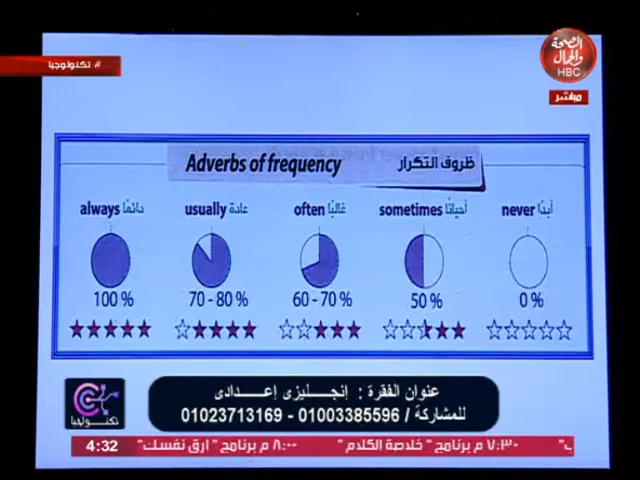 الصحة
والجمال
HBC
# تكنولوجيا
مباشر
Adverbs of frequency ظروف التكرار
always دائمًا usually عادة often غالبًا sometimes أحيانًا never أبدًا
100 % 70 - 80 % 60 - 70 % 50 % 0 %
عنوان الفقرة : إنجليزى إعدادى
للمشاركة / 01003385596 - 01023713169
تكنولوجيا
4:32 ٧:٣٠ م برنامج "خلاصة الكلام" ٨:٠٠ م برنامج "ارق نفسك"